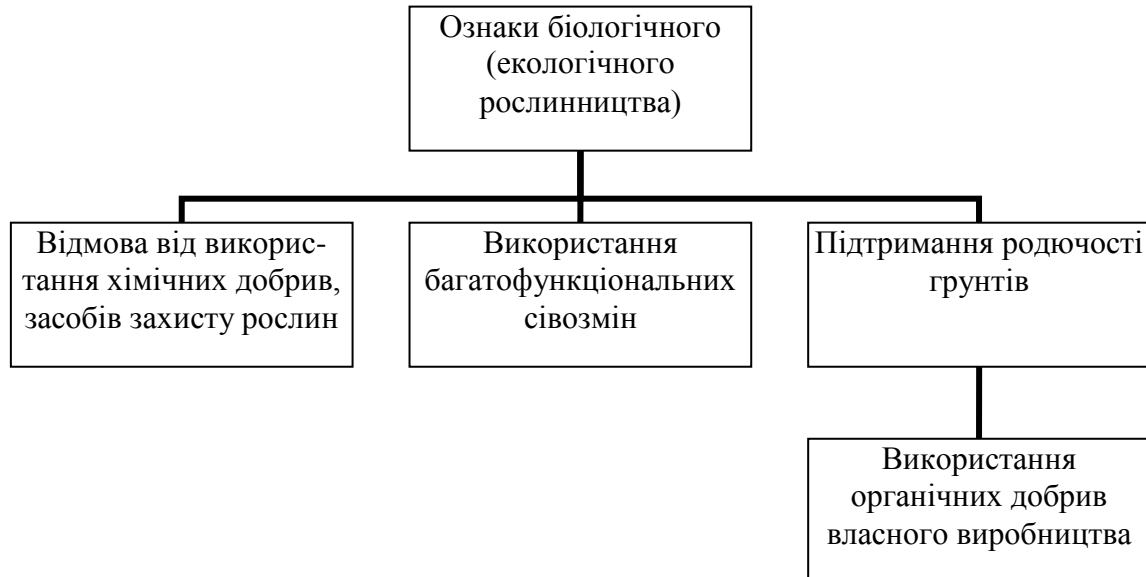 Ознаки біологічного
(екологічного
рослинництва)
Відмова від викорис-
тання хімічних добрив,
засобів захисту рослин
Використання
багатофункціональних
сівозмін
Підтримання родючості
грунтів
Використання
органічних добрив
власного виробництва